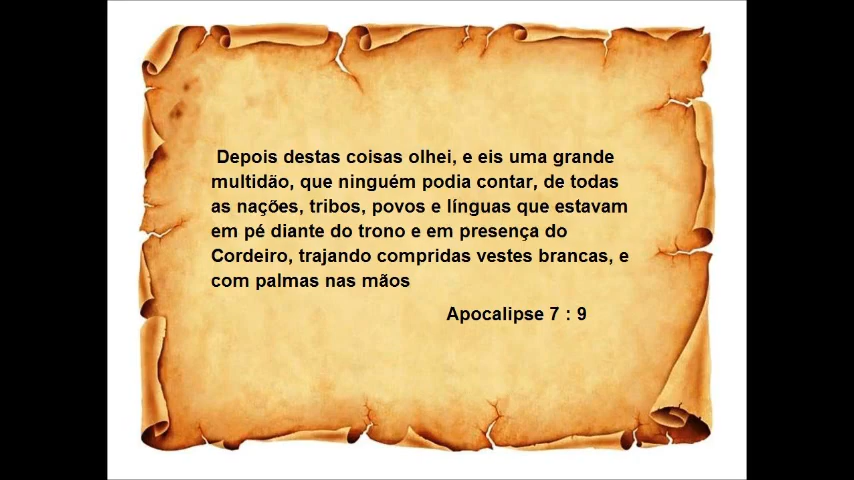 Depois destas coisas olhei, e eis uma grande
multidão, que ninguém podia contar, de todas
as nações, tribos, povos e línguas que estavam
em pé diante do trono e em presença do
Cordeiro, trajando compridas vestes brancas, e
com palmas nas mãos
Apocalipse 7 : 9